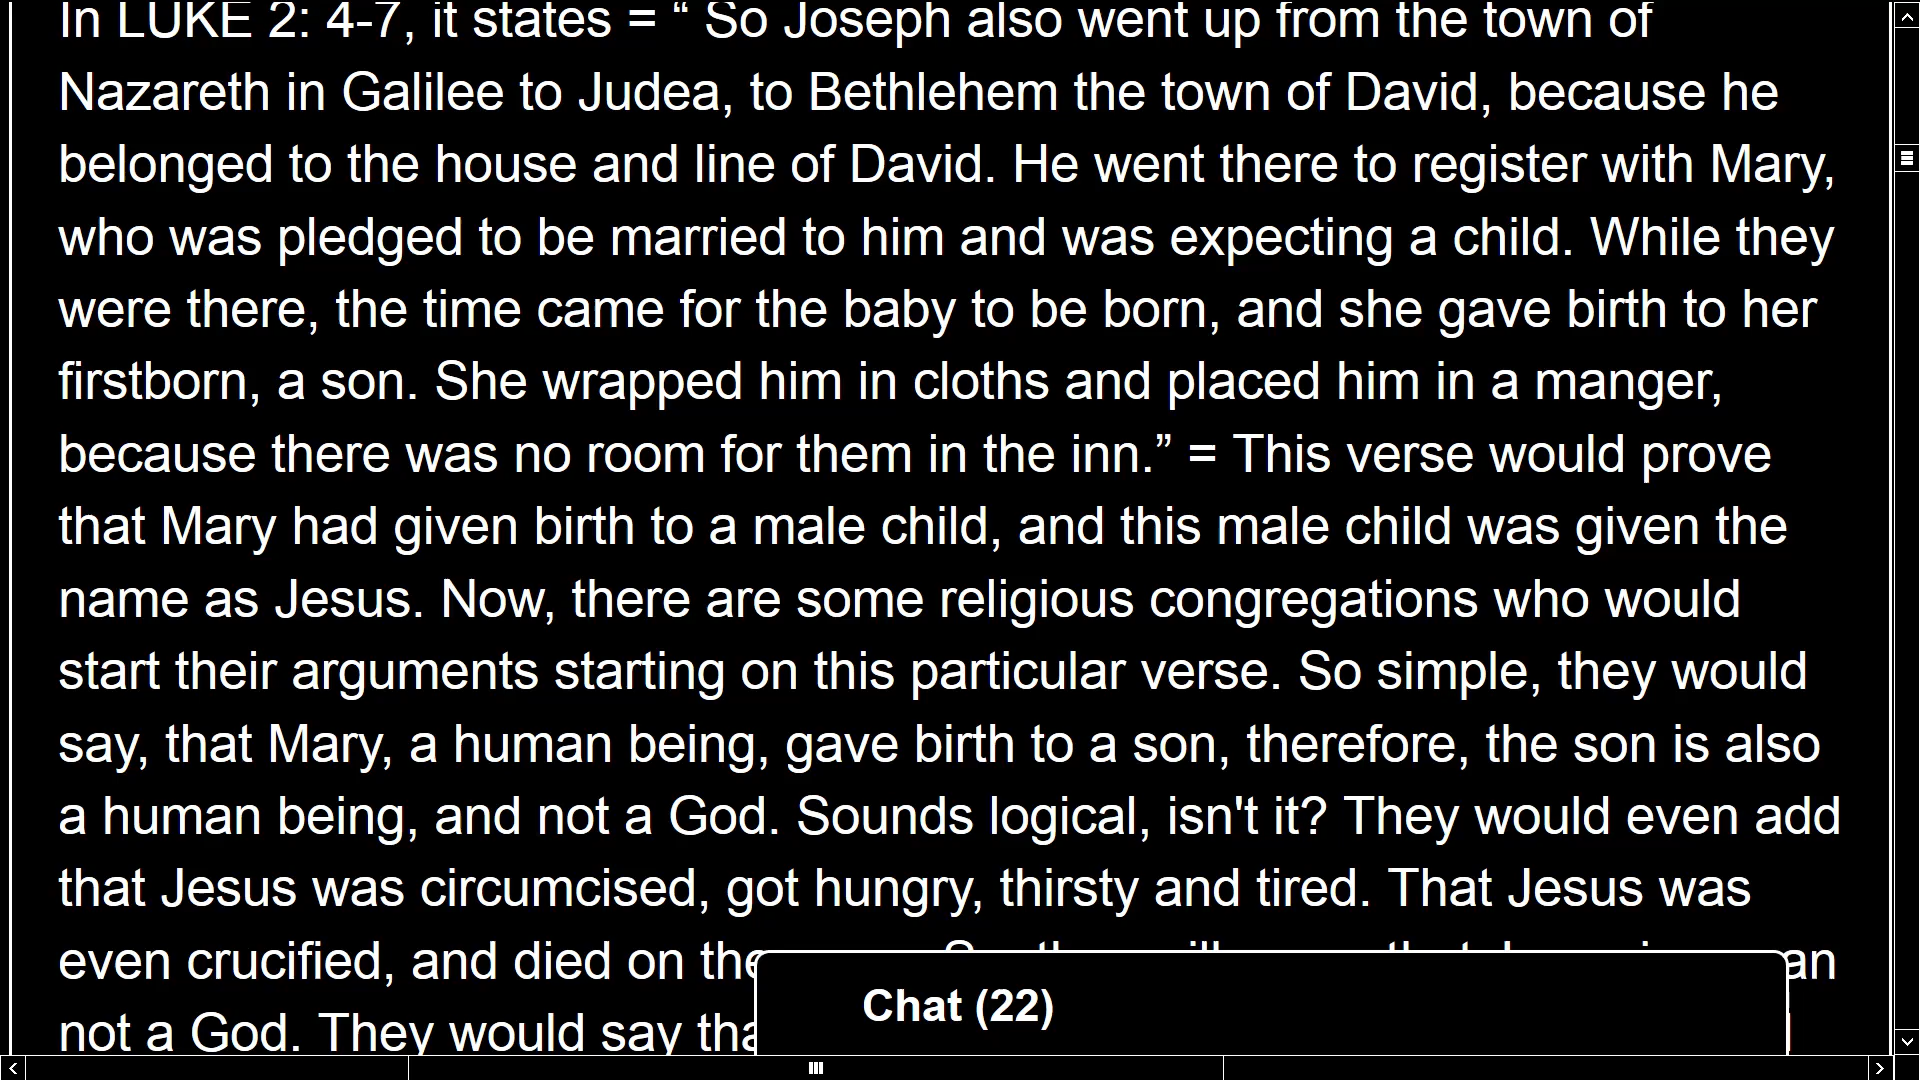 In LUKE 2: 4-7, it states = “ So Joseph also went up from the town of
Nazareth in Galilee to Judea, to Bethlehem the town of David, because he
belonged to the house and line of David. He went there to register with Mary,
who was pledged to be married to him and was expecting a child. While they
were there, the time came for the baby to be born, and she gave birth to her
firstborn, a son. She wrapped him in cloths and placed him in a manger,
because there was no room for them in the inn.” = This verse would prove
that Mary had given birth to a male child, and this male child was given the
name as Jesus. Now, there are some religious congregations who would
start their arguments starting on this particular verse. So simple, they would
say, that Mary, a human being, gave birth to a son, therefore, the son is also
a human being, and not a God. Sounds logical, isn't it? They would even add
that Jesus was circumcised, got hungry, thirsty and tired. That Jesus was
even crucified, and died on the
not a God. They would say
Chat (22)